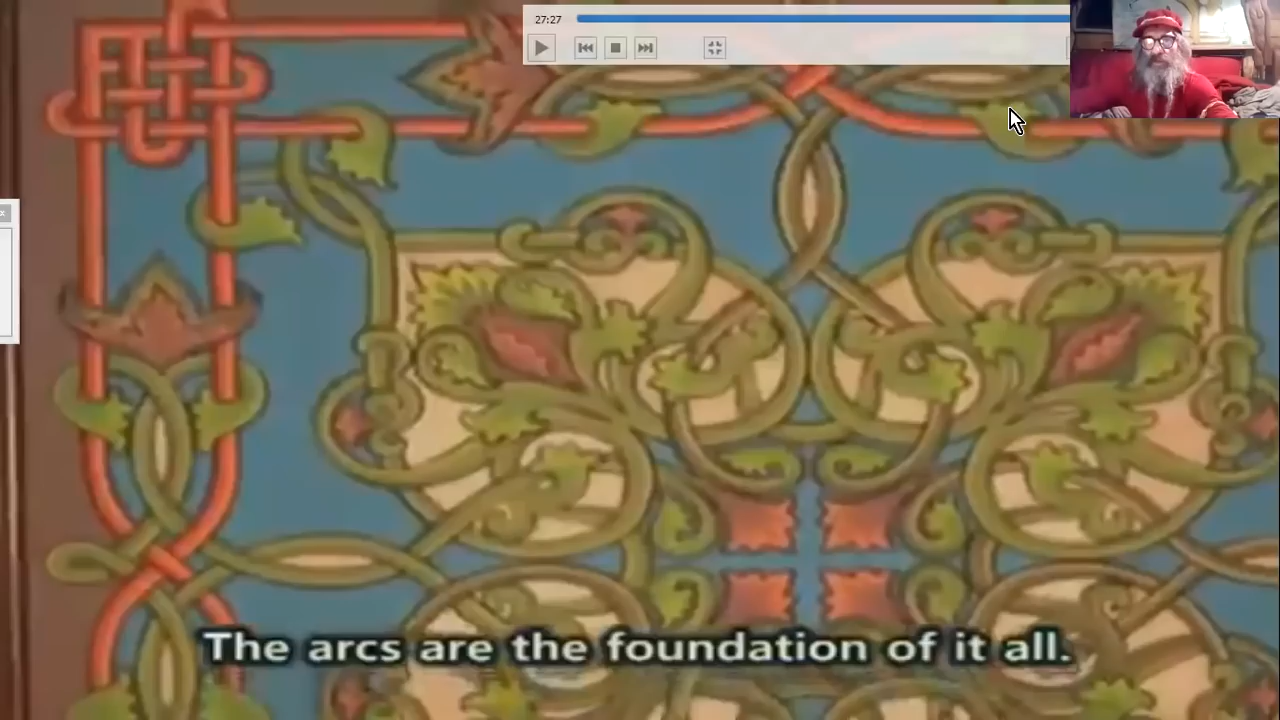 27:27
x
The arcs are the foundation of it all.